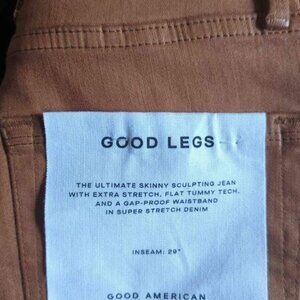 GOOD LEGS
THE ULTIMATE SKINNY SCULPTING JEAN
WITH EXTRA STRETCH, FLAT TUMMY TECH,
AND A GAP-PROOF WAISTBAND
IN SUPER STRETCH DENIM
INSEAM: 29"
GOOD AMERICAN